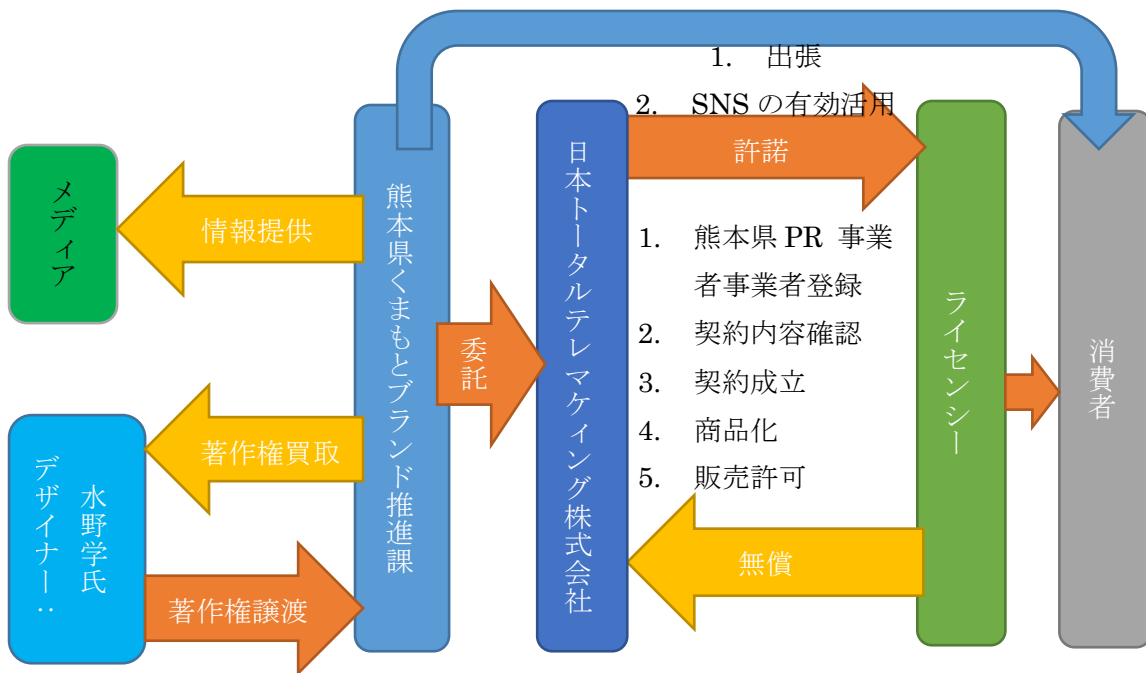 1. 出張
2. SNS の有効活用
メディア
情報提供
熊本県くまもとブランド推進課
委託
日本トータルテレマケィング株式会社
許諾
1. 熊本県 PR 事業
者事業者登録
2. 契約内容確認
3. 契約成立
4. 商品化
5. 販売許可
無償
ライセンシー
消費者
著作権買取
デザイナー：
水野学氏
著作権譲渡